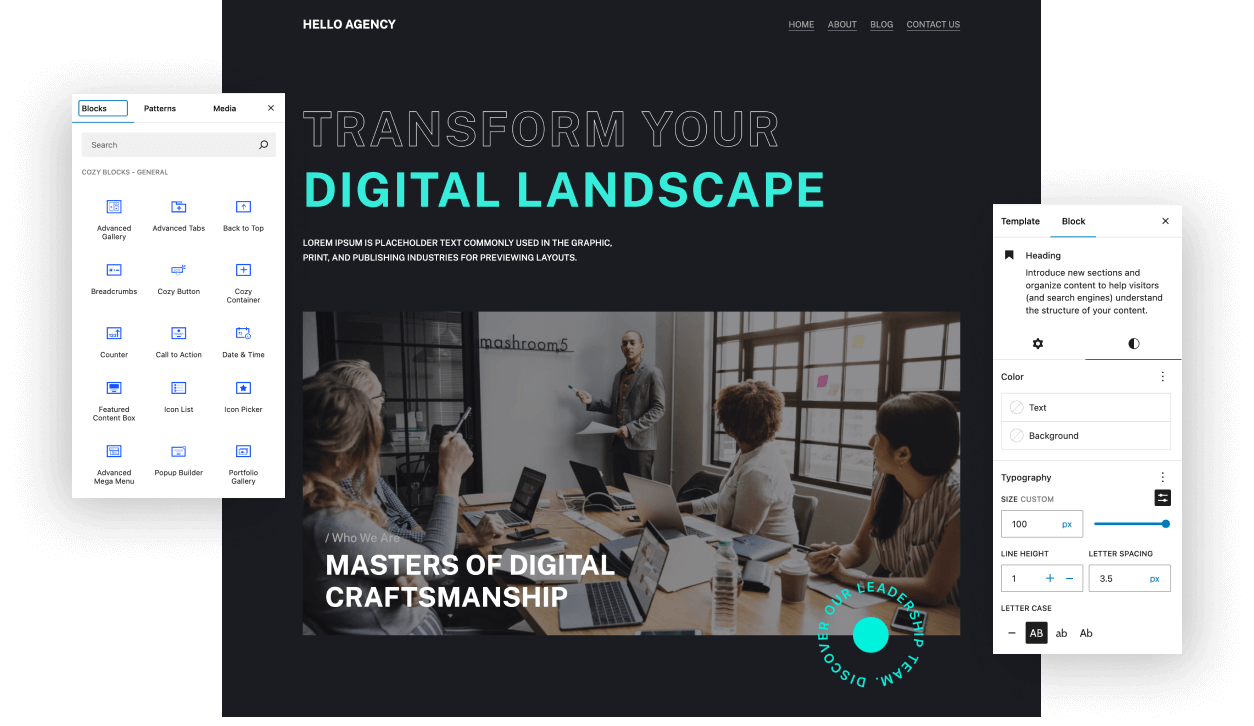 HELLO AGENCY
HOME ABOUT BLOG CONTACT US
TRANSFORM YOUR
DIGITAL LANDSCAPE
LOREM IPSUM IS PLACEHOLDER TEXT COMMONLY USED IN THE GRAPHIC,
PRINT, AND PUBLISHING INDUSTRIES FOR PREVIEWING LAYOUTS.
mashroom5
/ Who We Are
MASTERS OF DIGITAL
CRAFTSMANSHIP
DISCOVER OUR LEADERSHIP TEAM.
Blocks Patterns Media
Search
COZY BLOCKS - GENERAL
Advanced
Gallery
Advanced Tabs
Back to Top
Breadcrumbs
Cozy Button
Cozy
Container
Counter
Call to Action
Date & Time
Featured
Content Box
Icon List
Icon Picker
Advanced
Mega Menu
Popup Builder
Portfolio
Gallery
Template Block
Heading
Introduce new sections and
organize content to help visitors
(and search engines) understand
the structure of your content.
Color
Text
Background
Typography
SIZE CUSTOM
100 px
LINE HEIGHT LETTER SPACING
1 + − 3.5 px
LETTER CASE
− AB ab Ab